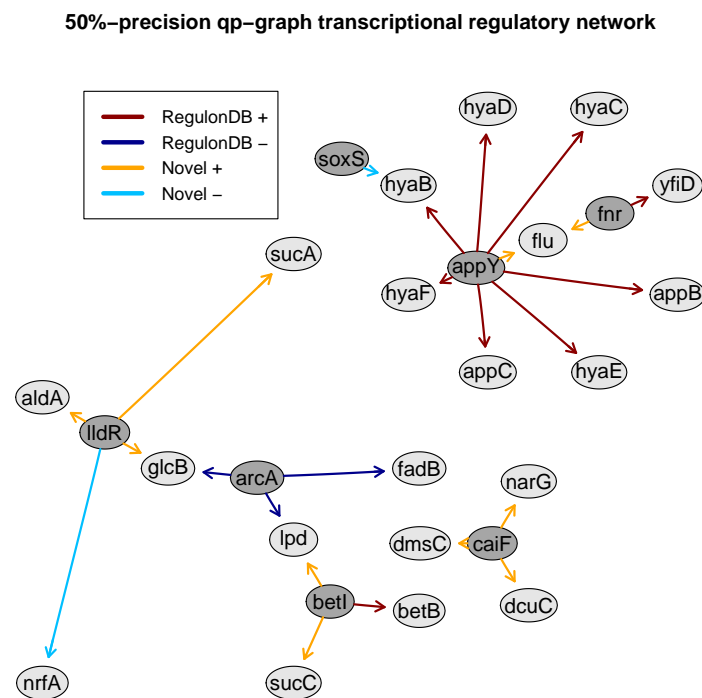 50%−precision qp−graph transcriptional regulatory network
RegulonDB +
RegulonDB −
Novel +
Novel −
hyaD
hyaC
soxS
hyaB
yfiD
fnr
flu
sucA
appY
hyaF
appB
appC
hyaE
aldA
lldR
glcB
arcA
fadB
narG
lpd
dmsC
caiF
betI
betB
dcuC
nrfA
sucC